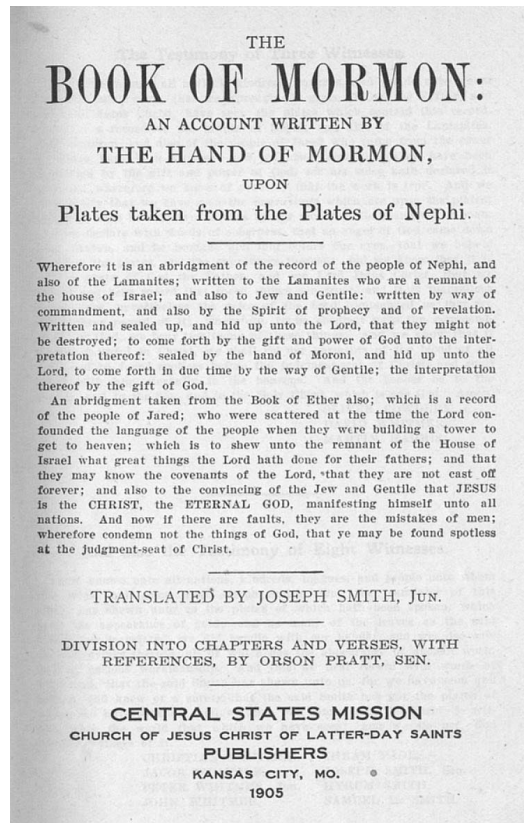 THE
BOOK OF MORMON:
AN ACCOUNT WRITTEN BY
THE HAND OF MORMON,
UPON
Plates taken from the Plates of Nephi.
Wherefore it is an abridgment of the record of the people of Nephi, and
also of the Lamanites; written to the Lamanites who are a remnant of
the house of Israel; and also to Jew and Gentile: written by way of
commandment, and also by the Spirit of prophecy and of revelation.
Written and sealed up, and hid up unto the Lord, that they might not
be destroyed; to come forth by the gift and power of God unto the inter-
pretation thereof: sealed by the hand of Moroni, and hid up unto the
Lord, to come forth in due time by the way of Gentile; the interpretation
thereof by the gift of God.
An abridgment taken from the Book of Ether also; which is a record
of the people of Jared; who were scattered at the time the Lord con-
founded the language of the people when they were building a tower to
get to heaven; which is to shew unto the remnant of the House of
Israel what great things the Lord hath done for their fathers; and that
they may know the covenants of the Lord, that they are not cast off
forever; and also to the convincing of the Jew and Gentile that JESUS
is the CHRIST, the ETERNAL GOD, manifesting himself unto all
nations. And now if there are faults, they are the mistakes of men;
wherefore condemn not the things of God, that ye may be found spotless
at the judgment-seat of Christ.
TRANSLATED BY JOSEPH SMITH, Jun.
DIVISION INTO CHAPTERS AND VERSES, WITH
REFERENCES, BY ORSON PRATT, SEN.
CENTRAL STATES MISSION
CHURCH OF JESUS CHRIST OF LATTER-DAY SAINTS
PUBLISHERS
KANSAS CITY, MO.
1905